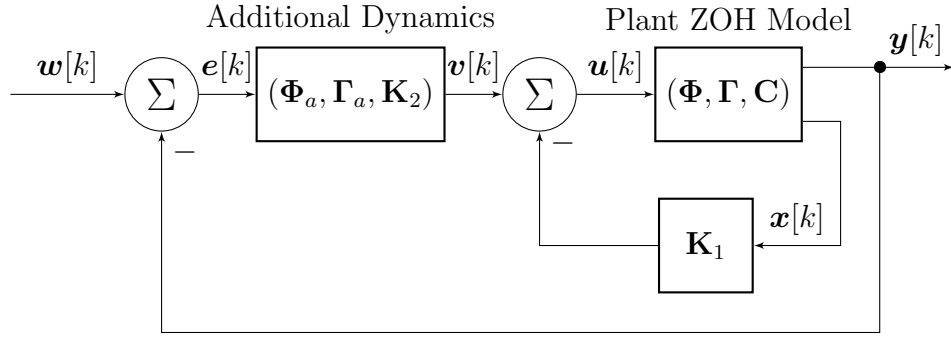 Additional Dynamics
Plant ZOH Model
w[k]
∑
e[k]
(Φₐ, Γₐ, K₂)
v[k]
∑
u[k]
(Φ, Γ, C)
y[k]
−
−
K₁
x[k]